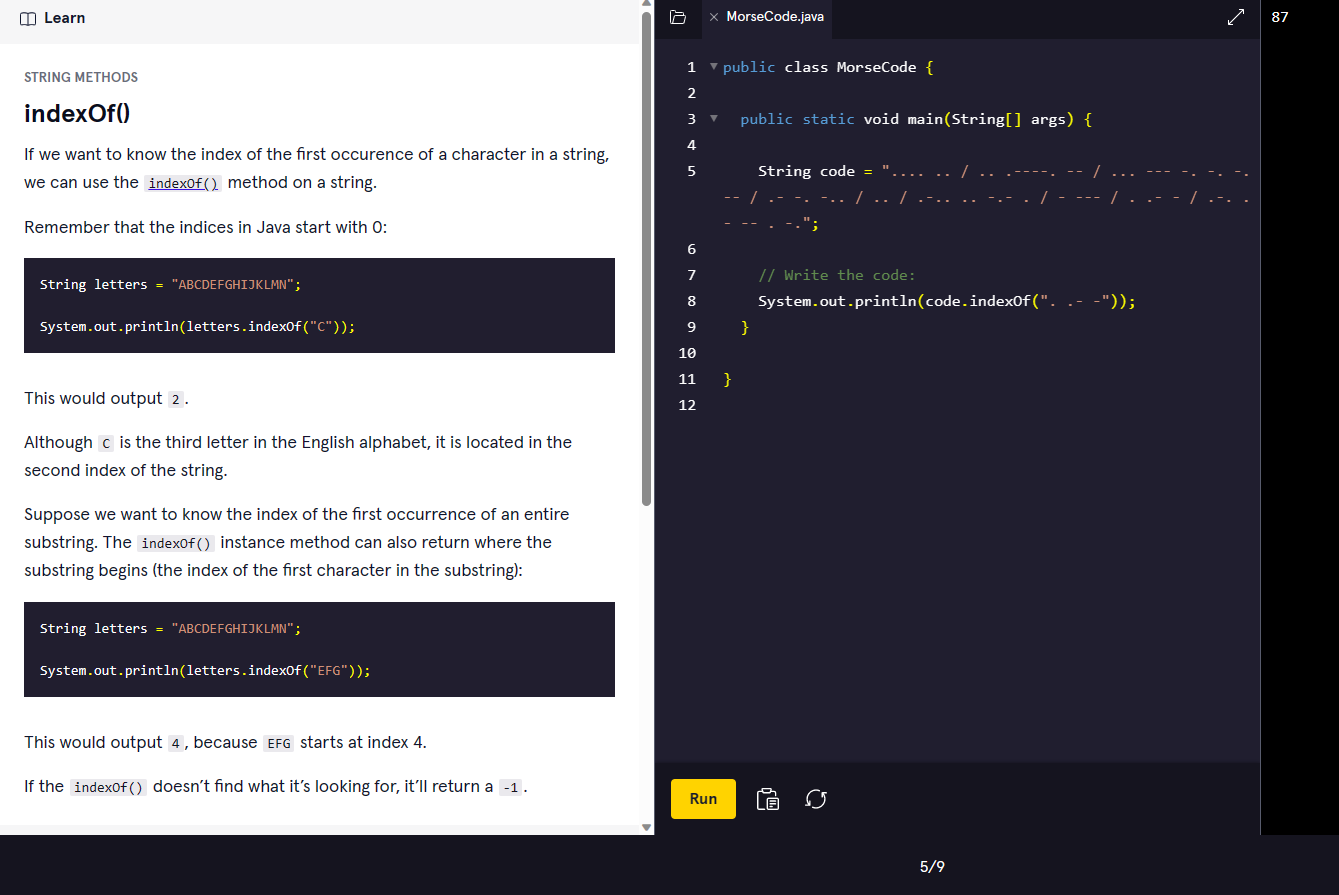 Learn
STRING METHODS
indexOf()
If we want to know the index of the first occurence of a character in a string,
we can use the indexOf() method on a string.
Remember that the indices in Java start with 0:
String letters = "ABCDEFGHIJKLMN";
System.out.println(letters.indexOf("C"));
This would output 2.
Although C is the third letter in the English alphabet, it is located in the
second index of the string.
Suppose we want to know the index of the first occurrence of an entire
substring. The indexOf() instance method can also return where the
substring begins (the index of the first character in the substring):
String letters = "ABCDEFGHIJKLMN";
System.out.println(letters.indexOf("EFG"));
This would output 4, because EFG starts at index 4.
If the indexOf() doesn’t find what it’s looking for, it’ll return a -1.
MorseCode.java
1 public class MorseCode {
2
3 public static void main(String[] args) {
4
5 String code = ".... .. / .. .----. -- / ... --- -. -. -.
-- / .- -. -.. / .. / .-.. .. -.- . / - --- / . .- - / .-. .
- -- . -.";
6
7 // Write the code:
8 System.out.println(code.indexOf(". .- -"));
9 }
10
11 }
12
Run
87
5/9